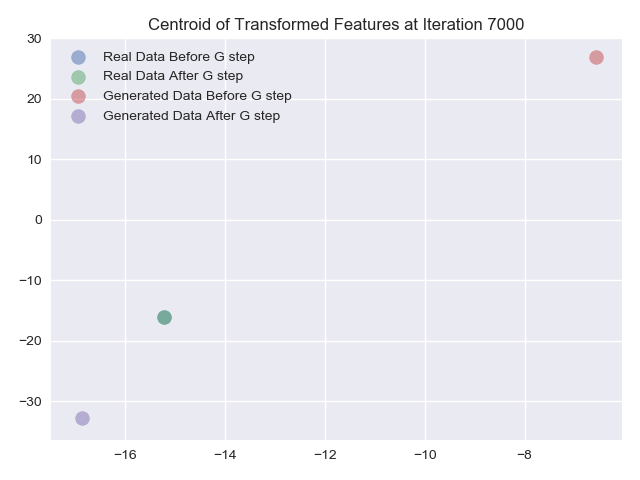 Centroid of Transformed Features at Iteration 7000
Real Data Before G step
Real Data After G step
Generated Data Before G step
Generated Data After G step
30
20
10
0
−10
−20
−30
−16
−14
−12
−10
−8